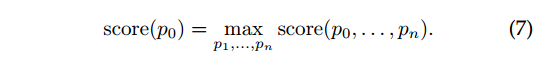 score(p₀) = max score(p₀, . . . , pₙ). (7)
p₁,...,pₙ